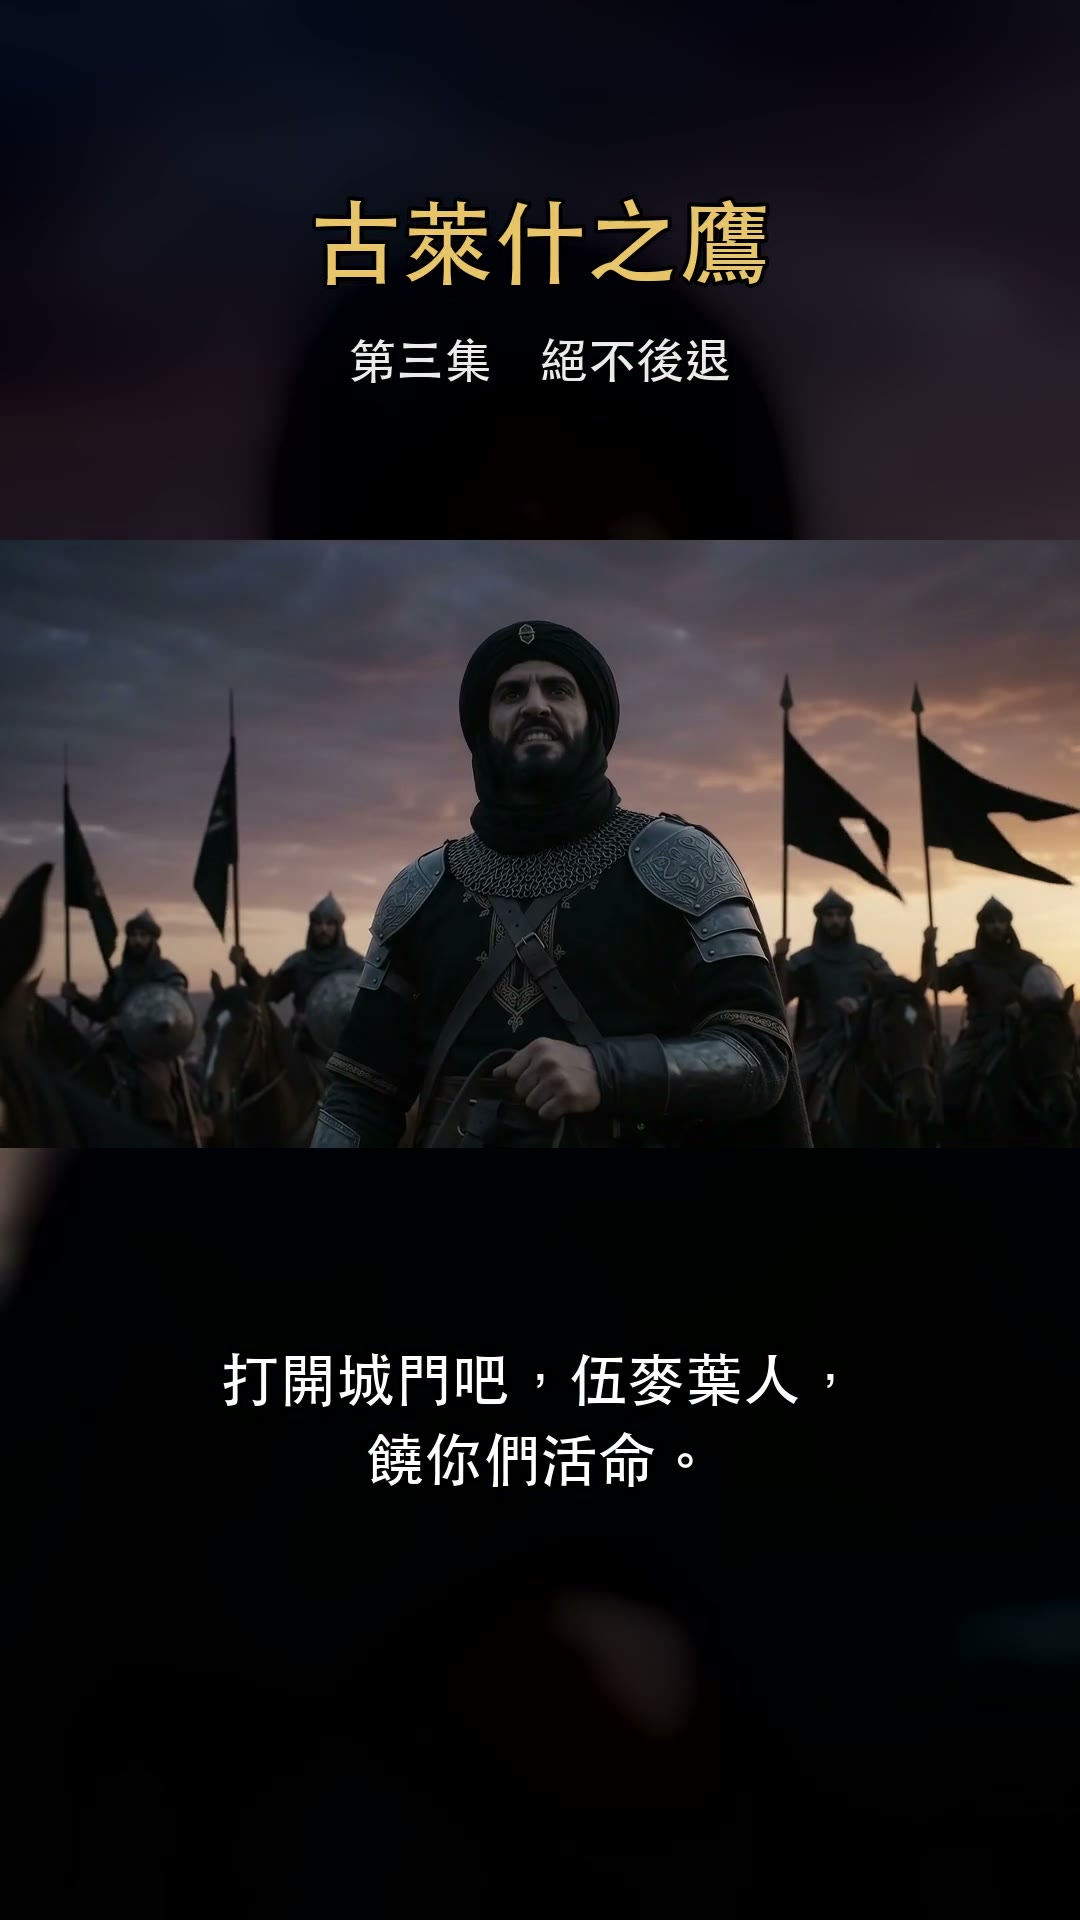 古萊什之鷹
第三集　絕不後退
打開城門吧，伍麥葉人，
饒你們活命。